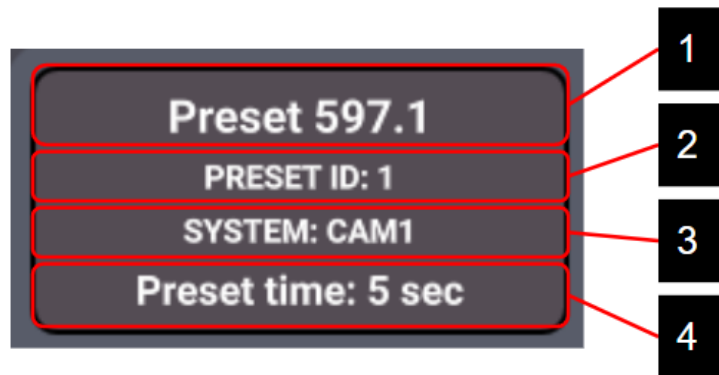 Preset 597.1
1
PRESET ID: 1
2
SYSTEM: CAM1
3
Preset time: 5 sec
4